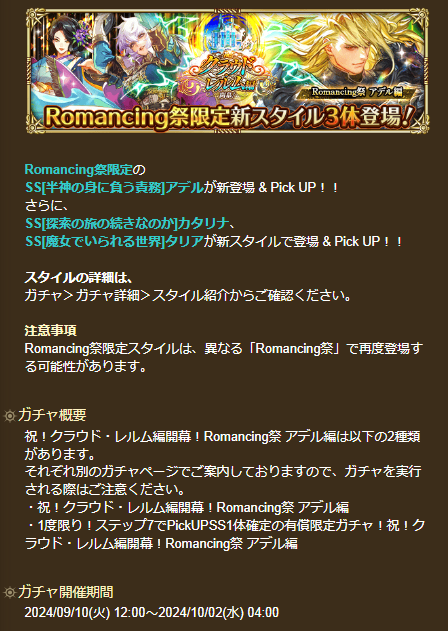 クラウド・
レルム編
開幕
Romancing祭 アデル編
Romancing祭限定新スタイル3体登場!
Romancing祭限定の
SS[半神の身に負う責務]アデルが新登場 & Pick UP！！
さらに、
SS[探索の旅の続きなのか]カタリナ、
SS[魔女でいられる世界]タリアが新スタイルで登場 & Pick UP！！
スタイルの詳細は、
ガチャ＞ガチャ詳細＞スタイル紹介からご確認ください。
注意事項
Romancing祭限定スタイルは、異なる「Romancing祭」で再度登場す
る可能性があります。
ガチャ概要
祝！クラウド・レルム編開幕！Romancing祭 アデル編は以下の2種類
があります。
それぞれ別のガチャページでご案内しておりますので、ガチャを実行
される際はご注意ください。
・祝！クラウド・レルム編開幕！Romancing祭 アデル編
・1度限り！ステップ7でPickUPSS1体確定の有償限定ガチャ！祝！ク
ラウド・レルム編開幕！Romancing祭 アデル編
ガチャ開催期間
2024/09/10(火) 12:00～2024/10/02(水) 04:00